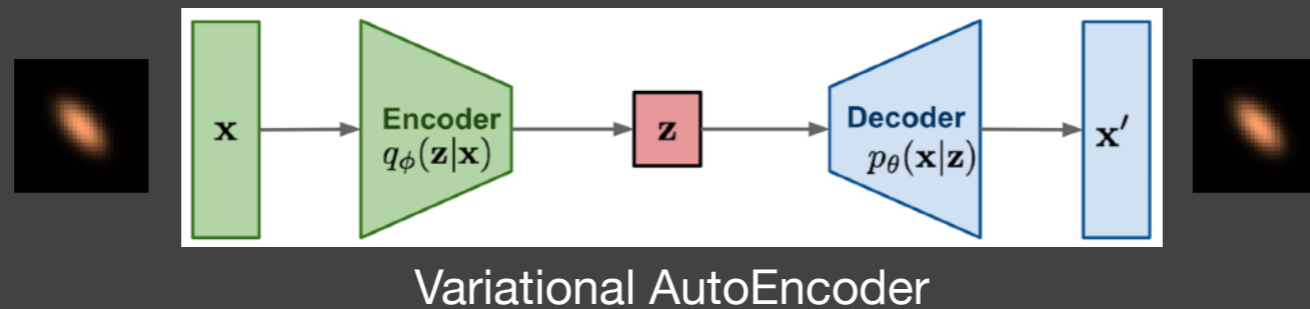 x
Encoder
qϕ(z|x)
z
Decoder
pθ(x|z)
x′
Variational AutoEncoder